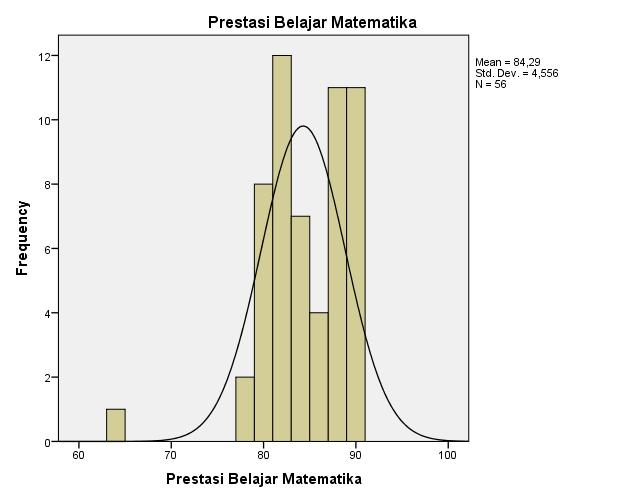 Prestasi Belajar Matematika
Mean = 84,29
Std. Dev. = 4,556
N = 56
Frequency
12
10
8
6
4
2
0
60 70 80 90 100
Prestasi Belajar Matematika